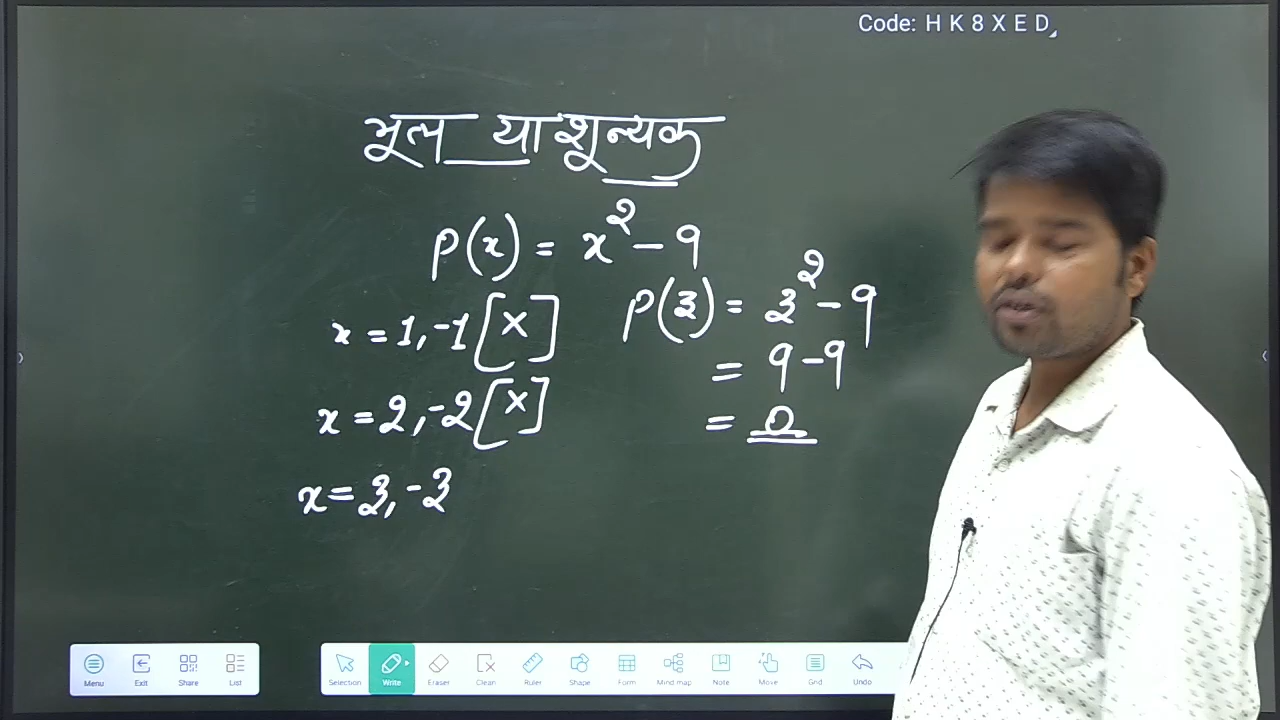 Code: H K 8 X E D
मूल या शून्यक
p(x) = x² - 9
p(3) = 3² - 9
x = 1, -1 [x]
= 9 - 9
x = 2, -2 [x]
= 0
x = 3, -3
Menu Exit Share List Selection Write Eraser Clean Ruler Shape Form Mind map Note Move Grid Undo